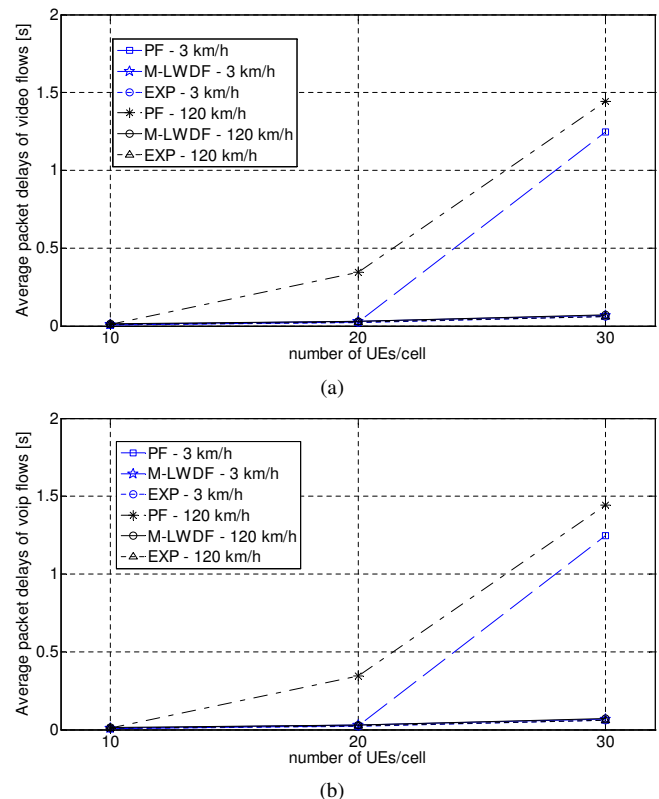 Average packet delays of video flows [s]
2
1.5
1
0.5
0
PF - 3 km/h
M-LWDF - 3 km/h
EXP - 3 km/h
PF - 120 km/h
M-LWDF - 120 km/h
EXP - 120 km/h
10
20
30
number of UEs/cell
(a)
Average packet delays of voip flows [s]
2
1.5
1
0.5
0
PF - 3 km/h
M-LWDF - 3 km/h
EXP - 3 km/h
PF - 120 km/h
M-LWDF - 120 km/h
EXP - 120 km/h
10
20
30
number of UEs/cell
(b)